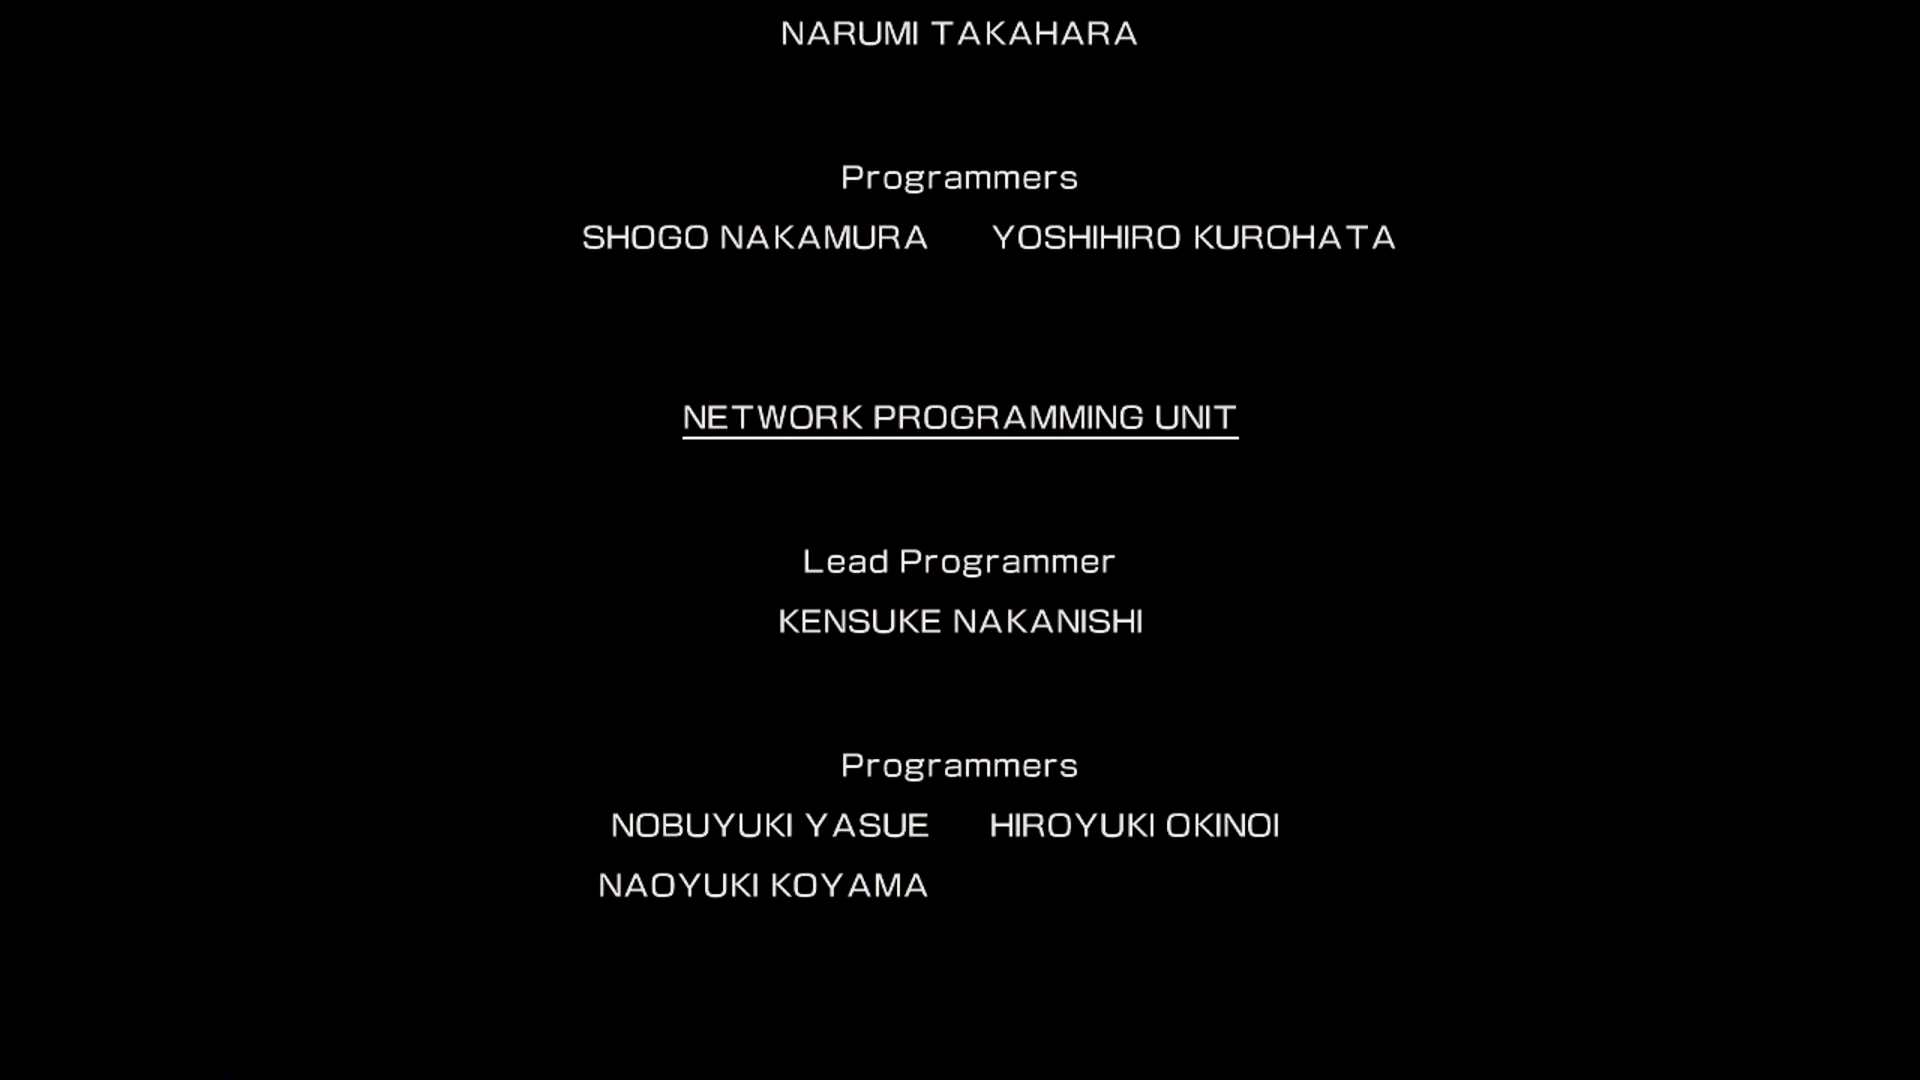 NARUMI TAKAHARA
Programmers
SHOGO NAKAMURA YOSHIHIRO KUROHATA
NETWORK PROGRAMMING UNIT
Lead Programmer
KENSUKE NAKANISHI
Programmers
NOBUYUKI YASUE HIROYUKI OKINOI
NAOYUKI KOYAMA